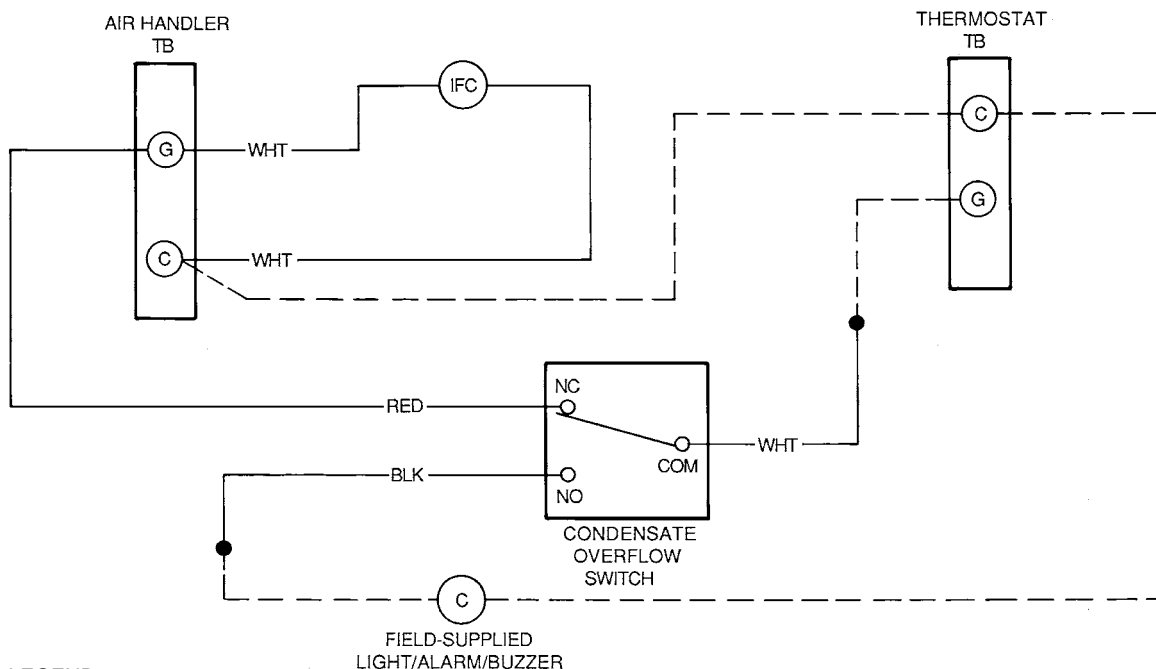 AIR HANDLER
TB
THERMOSTAT
TB
IFC
C
G
WHT
G
C
WHT
NC
RED
WHT
COM
BLK
NO
CONDENSATE
OVERFLOW
SWITCH
C
FIELD-SUPPLIED
LIGHT/ALARM/BUZZER